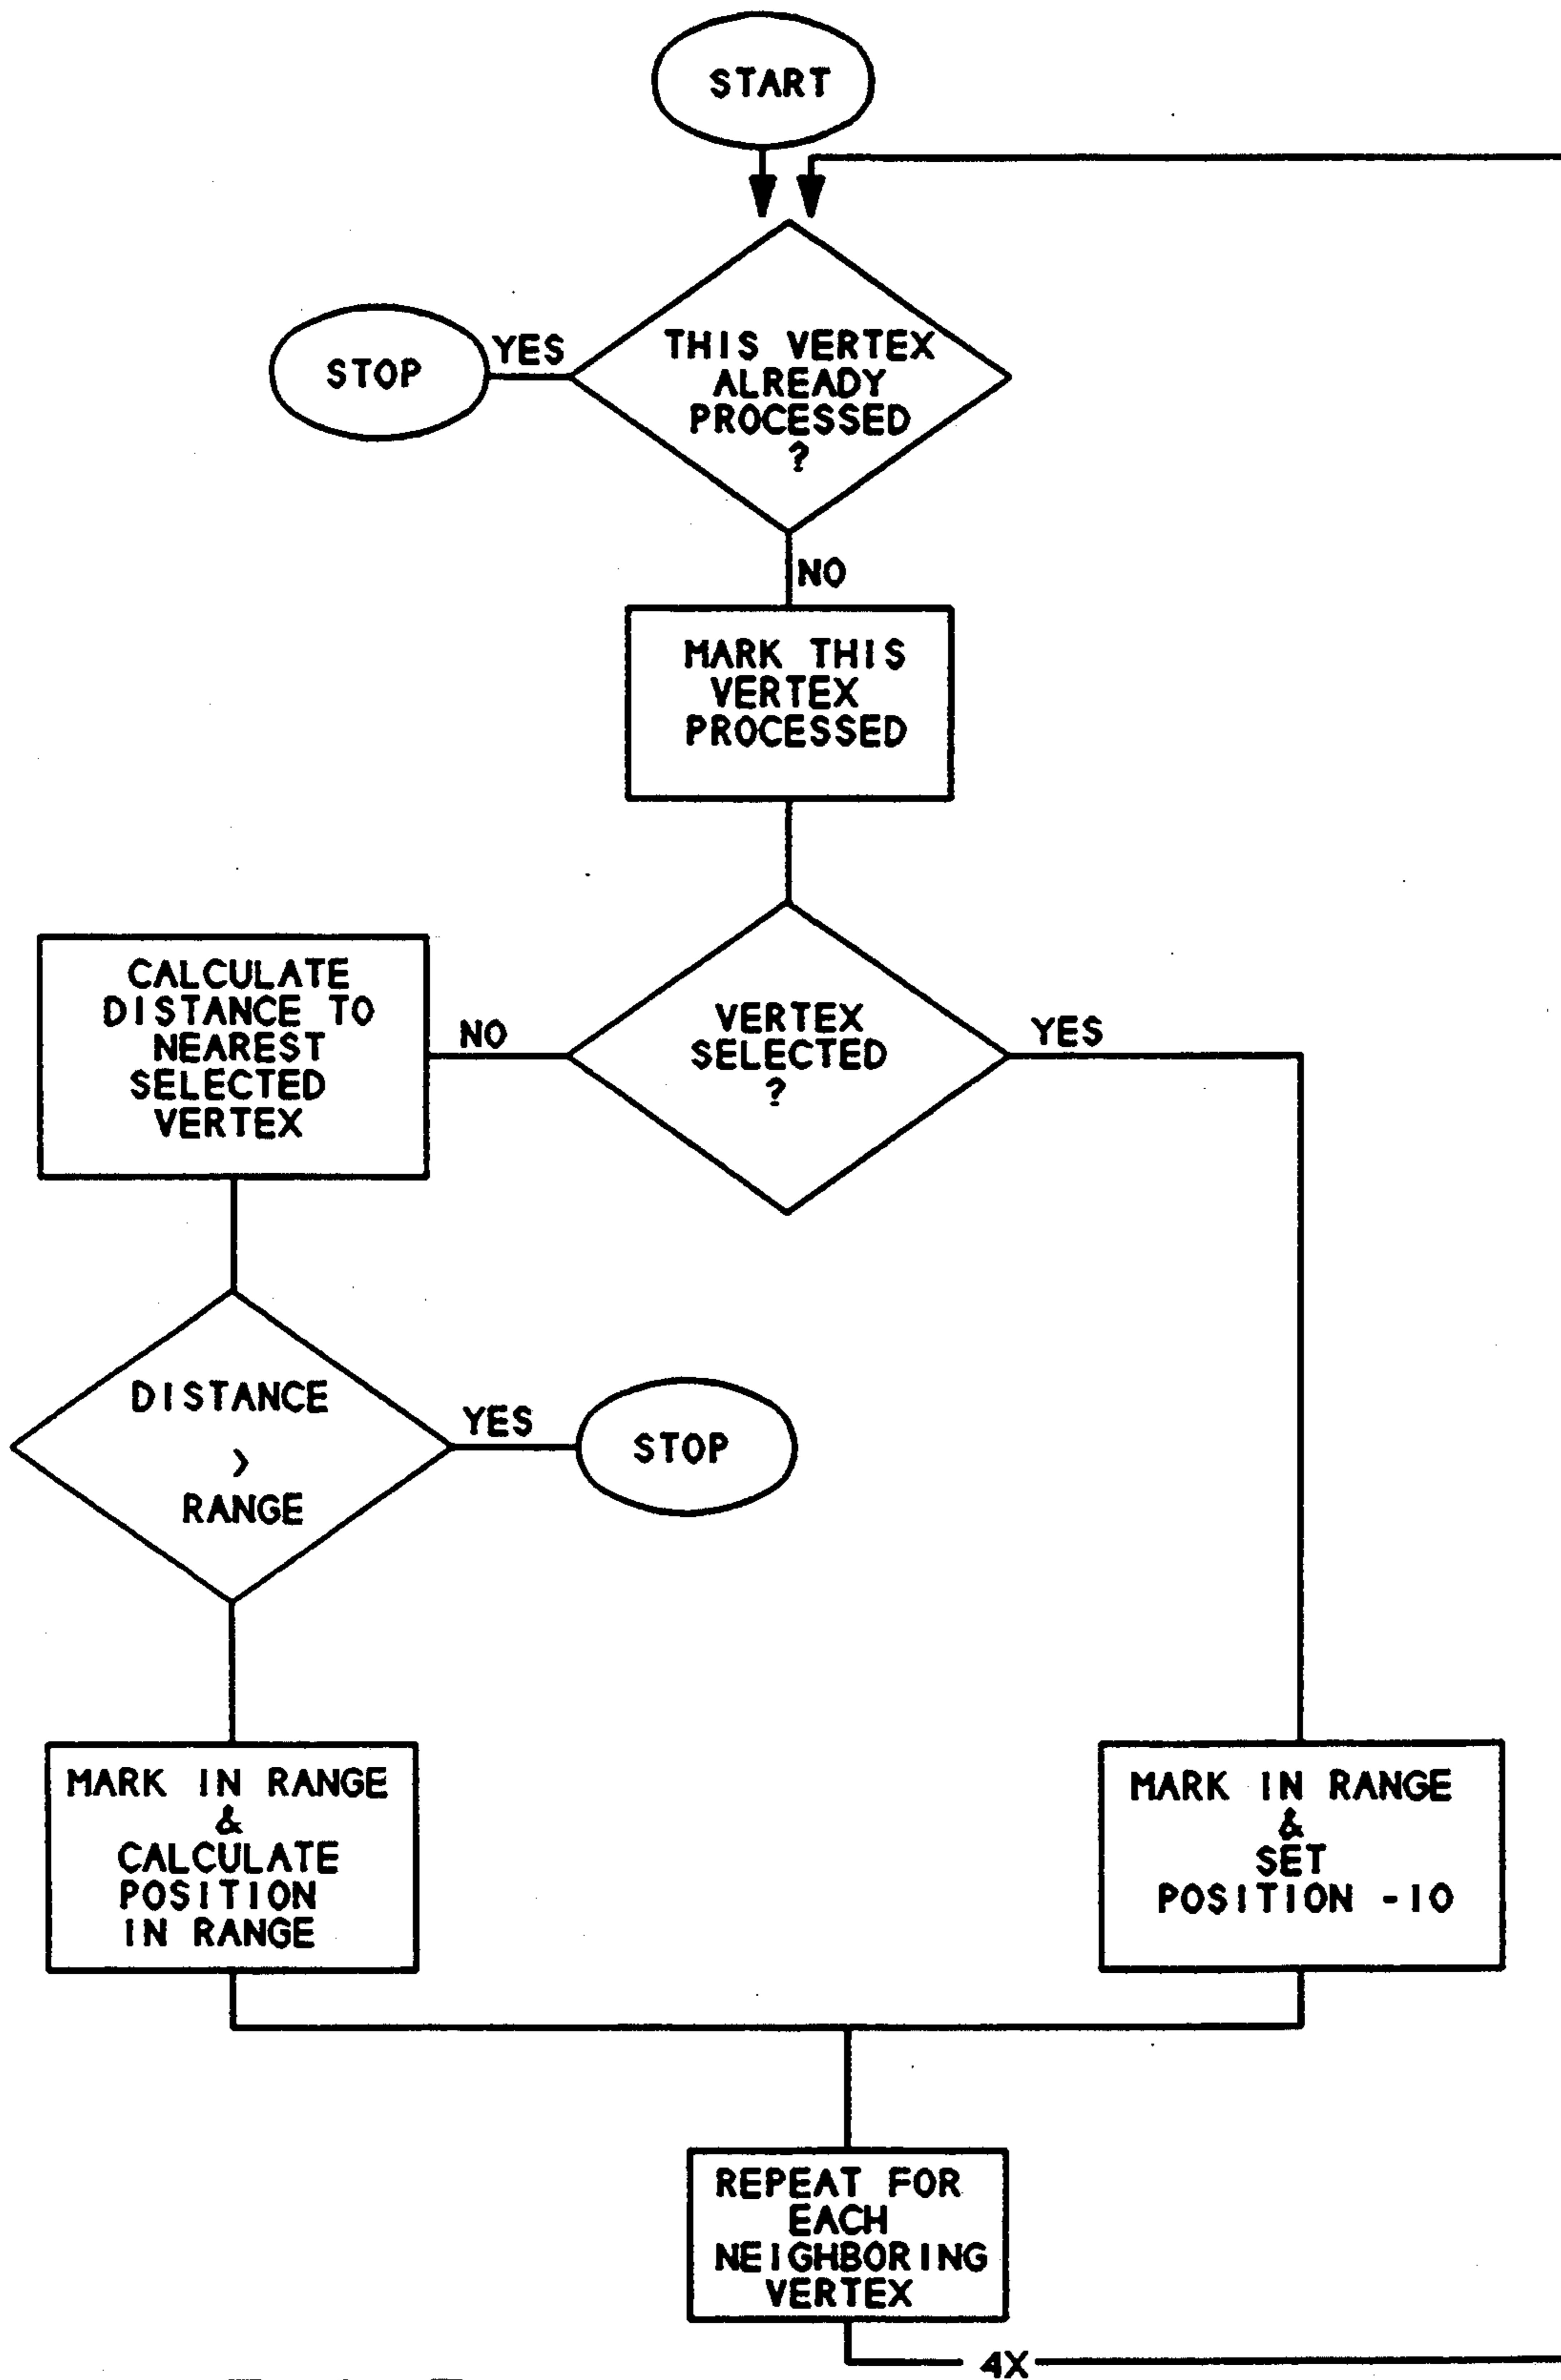 START
THIS VERTEX
ALREADY
PROCESSED
?
YES
STOP
NO
MARK THIS
VERTEX
PROCESSED
VERTEX
SELECTED
?
NO
YES
CALCULATE
DISTANCE TO
NEAREST
SELECTED
VERTEX
DISTANCE
>
RANGE
YES
STOP
MARK IN RANGE
&
CALCULATE
POSITION
IN RANGE
MARK IN RANGE
&
SET
POSITION -10
REPEAT FOR
EACH
NEIGHBORING
VERTEX
4X